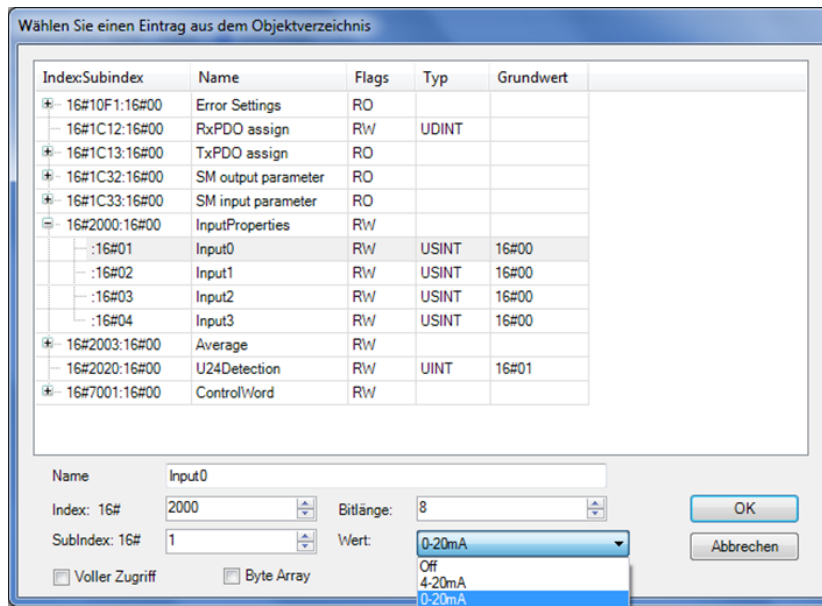 Wählen Sie einen Eintrag aus dem Objektverzeichnis
Index:Subindex Name Flags Typ Grundwert
16#10F1:16#00 Error Settings RO
16#1C12:16#00 RxPDO assign RW UDINT
16#1C13:16#00 TxPDO assign RO
16#1C32:16#00 SM output parameter RO
16#1C33:16#00 SM input parameter RO
16#2000:16#00 InputProperties RW
:16#01 Input0 RW USINT 16#00
:16#02 Input1 RW USINT 16#00
:16#03 Input2 RW USINT 16#00
:16#04 Input3 RW USINT 16#00
16#2003:16#00 Average RW
16#2020:16#00 U24Detection RW UINT 16#01
16#7001:16#00 ControlWord RW
Name Input0
Index: 16# 2000 Bitlänge: 8 OK
SubIndex: 16# 1 Wert: 0-20mA Abbrechen
Off
Voller Zugriff Byte Array 4-20mA
0-20mA